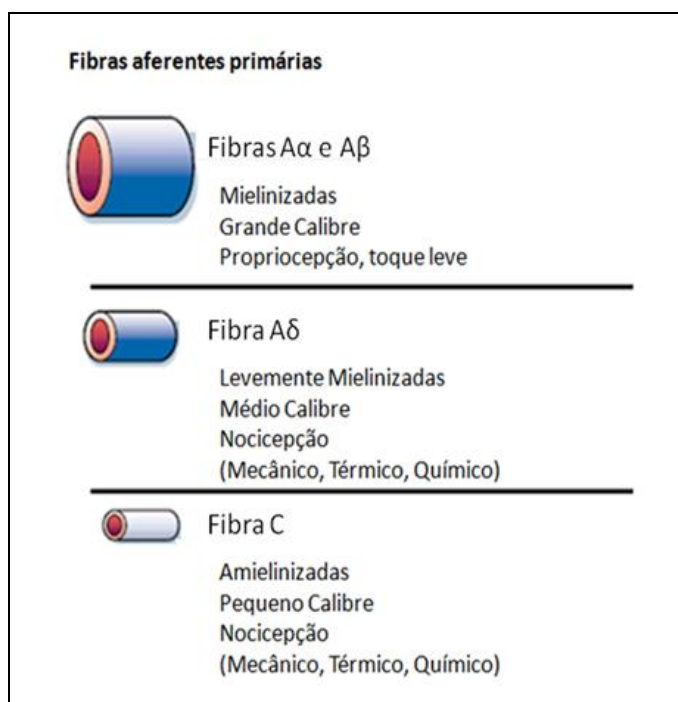 Fibras aferentes primárias
Fibras Aα e Aβ
Mielinizadas
Grande Calibre
Propriocepção, toque leve
Fibra Aδ
Levemente Mielinizadas
Médio Calibre
Nocicepção
(Mecânico, Térmico, Químico)
Fibra C
Amielinizadas
Pequeno Calibre
Nocicepção
(Mecânico, Térmico, Químico)